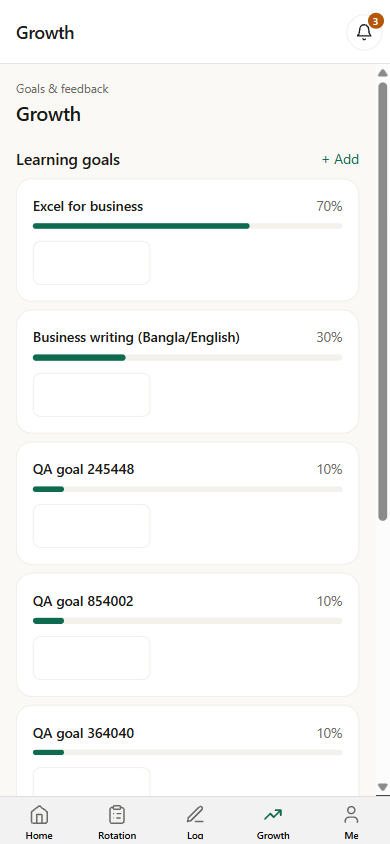 Growth
3
Goals & feedback
Growth
Learning goals
+ Add
Excel for business
70%
Business writing (Bangla/English)
30%
QA goal 245448
10%
QA goal 854002
10%
QA goal 364040
10%
Home
Rotation
Log
Growth
Me